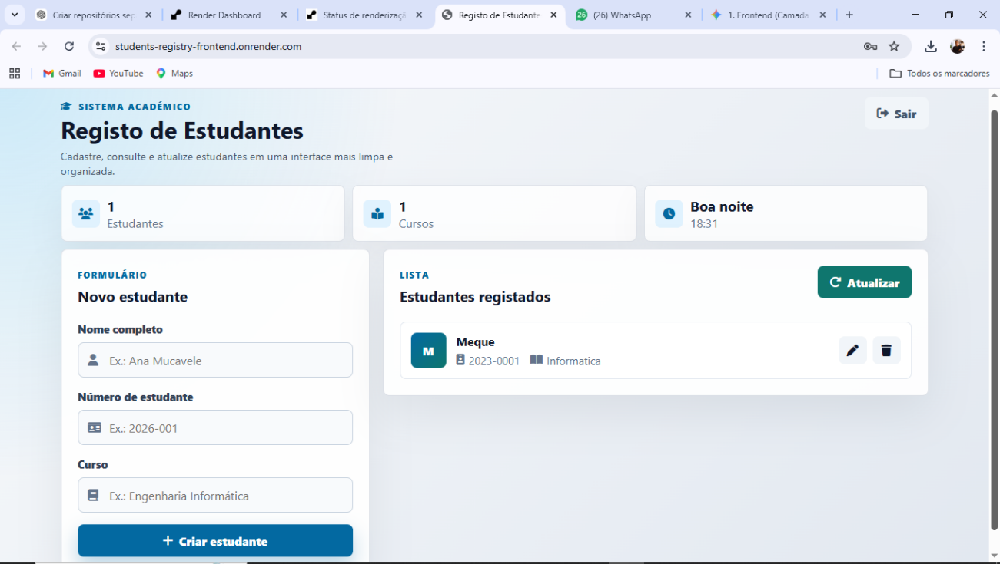 Criar repositórios sep
Render Dashboard
Status de renderizaçã
Registo de Estudante
26
(26) WhatsApp
1. Frontend (Camada
students-registry-frontend.onrender.com
Gmail
YouTube
Maps
Todos os marcadores
SISTEMA ACADÉMICO
Registo de Estudantes
Sair
Cadastre, consulte e atualize estudantes em uma interface mais limpa e
organizada.
1
Estudantes
1
Cursos
Boa noite
18:31
FORMULÁRIO
Novo estudante
Nome completo
Ex.: Ana Mucavele
Número de estudante
Ex.: 2026-001
Curso
Ex.: Engenharia Informática
+ Criar estudante
LISTA
Estudantes registados
Atualizar
M
Meque
2023-0001 Informatica